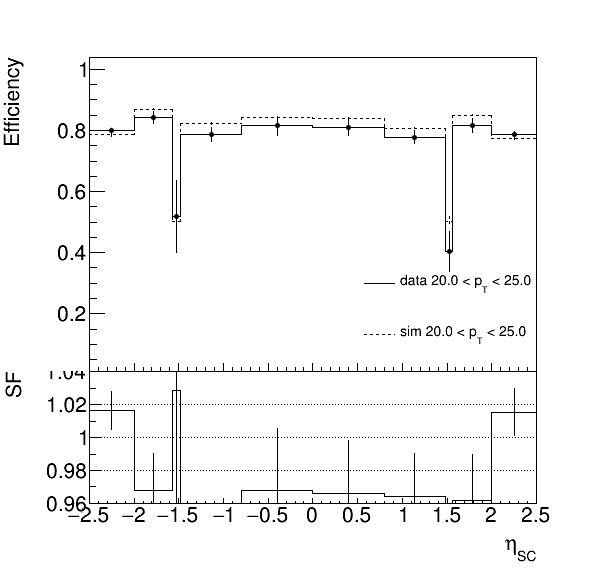 Efficiency
1
0.8
0.6
0.4
0.2
data 20.0 < p_T < 25.0
sim 20.0 < p_T < 25.0
SF
1.04
1.02
1
0.98
0.96
−2.5 −2 −1.5 −1 −0.5 0 0.5 1 1.5 2 2.5
η_SC